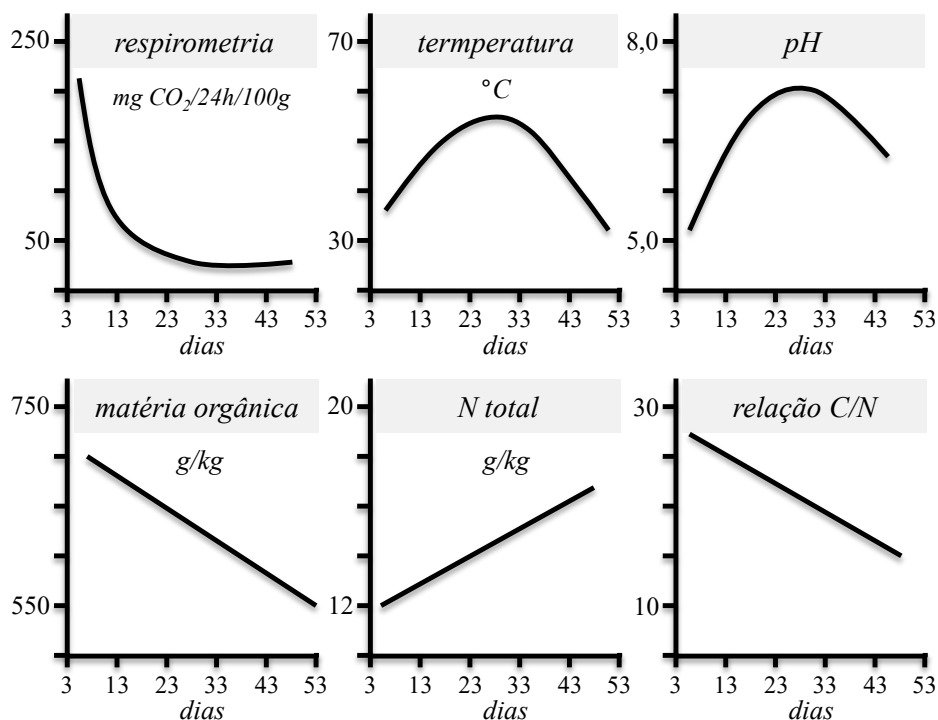 250
respirometria
mg CO₂/24h/100g
50
3 13 23 33 43 53
dias
70
termperatura
°C
30
3 13 23 33 43 53
dias
8,0
pH
5,0
3 13 23 33 43 53
dias
750
matéria orgânica
g/kg
550
3 13 23 33 43 53
dias
20
N total
g/kg
12
3 13 23 33 43 53
dias
30
relação C/N
10
3 13 23 33 43 53
dias